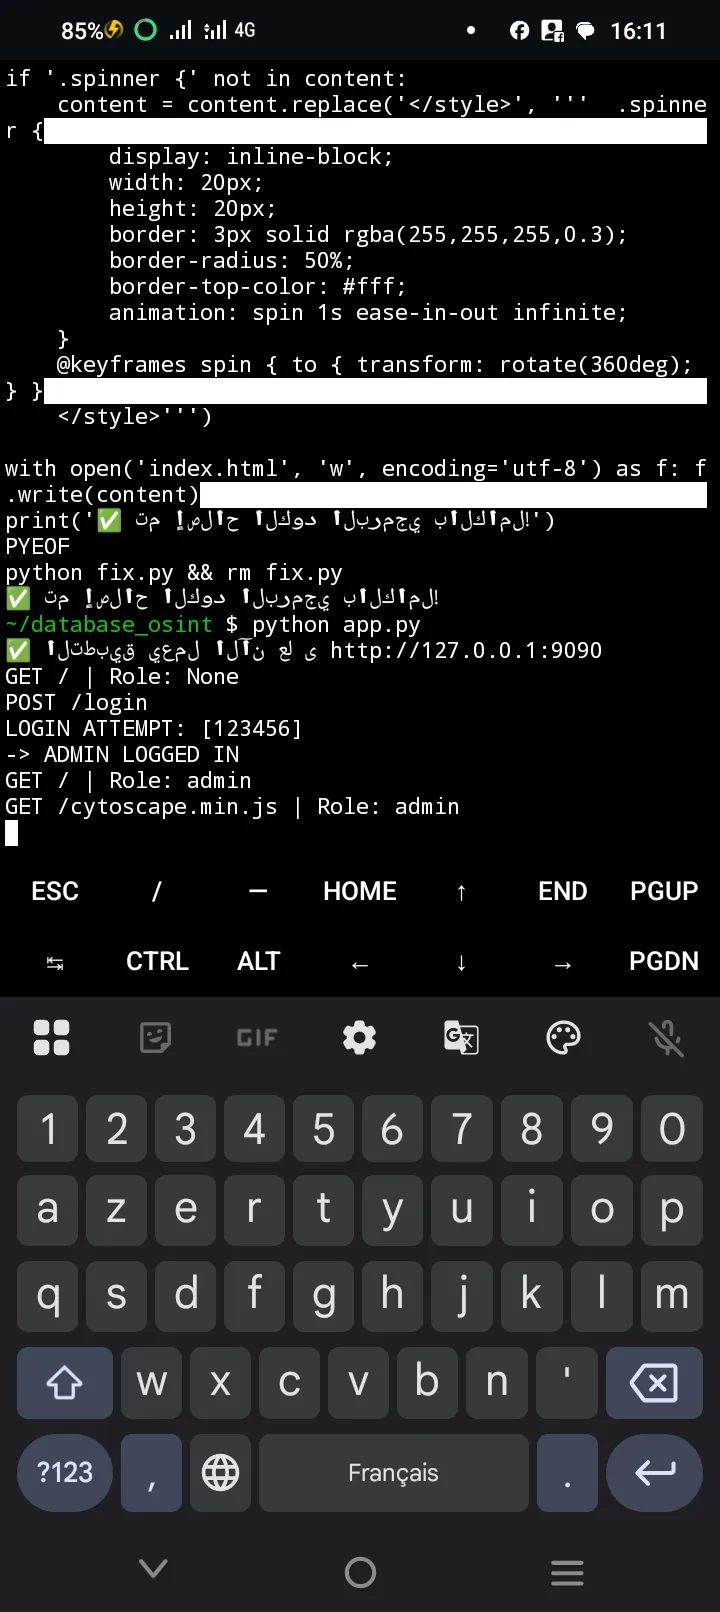 85% 4G 16:11
if '.spinner {' not in content:
    content = content.replace('</style>', '''  .spinne
r {
        display: inline-block;
        width: 20px;
        height: 20px;
        border: 3px solid rgba(255,255,255,0.3);
        border-radius: 50%;
        border-top-color: #fff;
        animation: spin 1s ease-in-out infinite;
    }
    @keyframes spin { to { transform: rotate(360deg);
} }
    </style>''')
with open('index.html', 'w', encoding='utf-8') as f: f
.write(content)
print('✅ تم إصلاح الكود البرمجي بالكامل!')
PYEOF
python fix.py && rm fix.py
✅ تم إصلاح الكود البرمجي بالكامل!
~/database_osint $ python app.py
✅ التطبيق يعمل الآن على http://127.0.0.1:9090
GET / | Role: None
POST /login
LOGIN ATTEMPT: [123456]
-> ADMIN LOGGED IN
GET / | Role: admin
GET /cytoscape.min.js | Role: admin
ESC / — HOME ↑ END PGUP
↹ CTRL ALT ← ↓ → PGDN
GIF
1 2 3 4 5 6 7 8 9 0
a z e r t y u i o p
q s d f g h j k l m
w x c v b n '
?123 , Français .